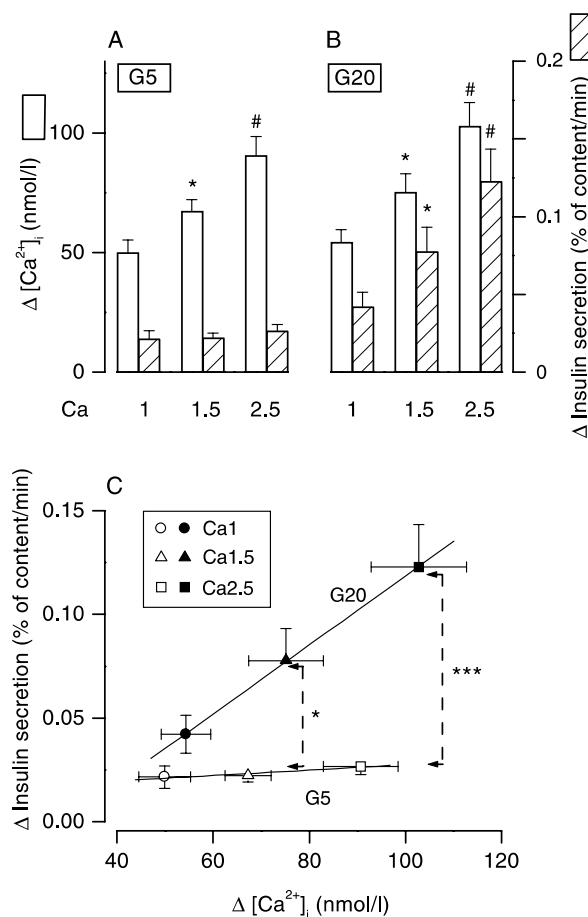 A
B
G5
G20
Δ [Ca²⁺]ᵢ (nmol/l)
100
50
0
*
#
*
*
#
#
0.2
0.1
0
Δ Insulin secretion (% of content/min)
Ca
1
1.5
2.5
1
1.5
2.5
C
Δ Insulin secretion (% of content/min)
0.15
0.10
0.05
0.00
Ca1
Ca1.5
Ca2.5
G20
***
*
G5
40
60
80
100
120
Δ [Ca²⁺]ᵢ (nmol/l)